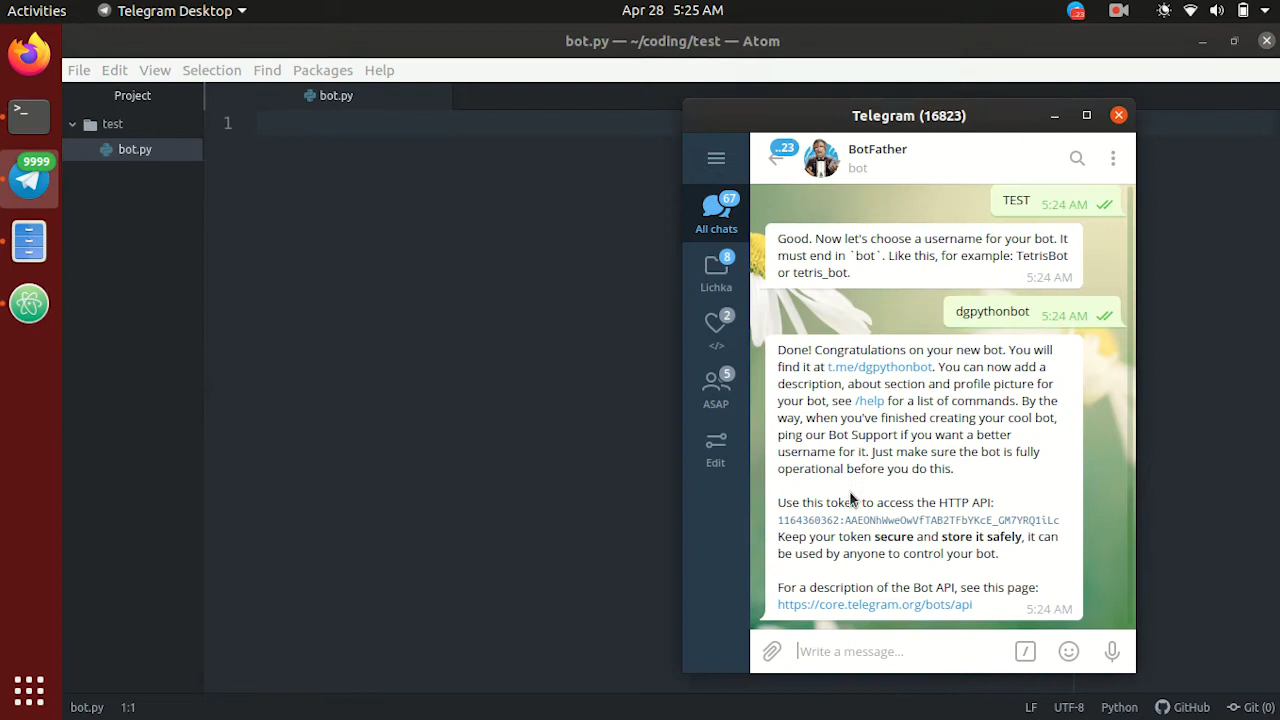 Activities
Telegram Desktop
Apr 28 5:25 AM
23
bot.py — ~/coding/test — Atom
File Edit View Selection Find Packages Help
Project
bot.py
test
bot.py
1
9999
Telegram (16823)
..23
BotFather
bot
67
All chats
8
Lichka
2
</>
5
ASAP
Edit
TEST 5:24 AM
Good. Now let's choose a username for your bot. It
must end in `bot`. Like this, for example: TetrisBot
or tetris_bot.
5:24 AM
dgpythonbot 5:24 AM
Done! Congratulations on your new bot. You will
find it at t.me/dgpythonbot. You can now add a
description, about section and profile picture for
your bot, see /help for a list of commands. By the
way, when you've finished creating your cool bot,
ping our Bot Support if you want a better
username for it. Just make sure the bot is fully
operational before you do this.
Use this token to access the HTTP API:
1164360362:AAEONhWweOwVfTAB2TFbYKcE_GM7YRQ1iLc
Keep your token secure and store it safely, it can
be used by anyone to control your bot.
For a description of the Bot API, see this page:
https://core.telegram.org/bots/api
5:24 AM
Write a message...
bot.py 1:1
LF UTF-8 Python GitHub Git (0)